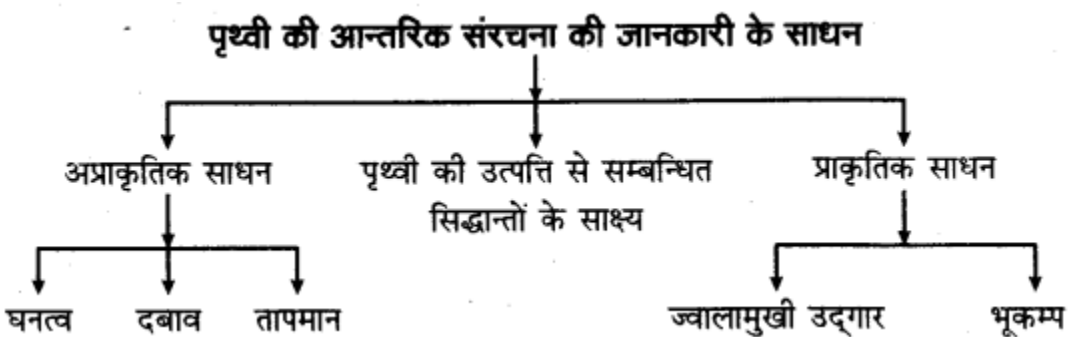 पृथ्वी की आन्तरिक संरचना की जानकारी के साधन
अप्राकृतिक साधन
पृथ्वी की उत्पत्ति से सम्बन्धित
सिद्धान्तों के साक्ष्य
प्राकृतिक साधन
घनत्व
दबाव
तापमान
ज्वालामुखी उद्‌गार
भूकम्प